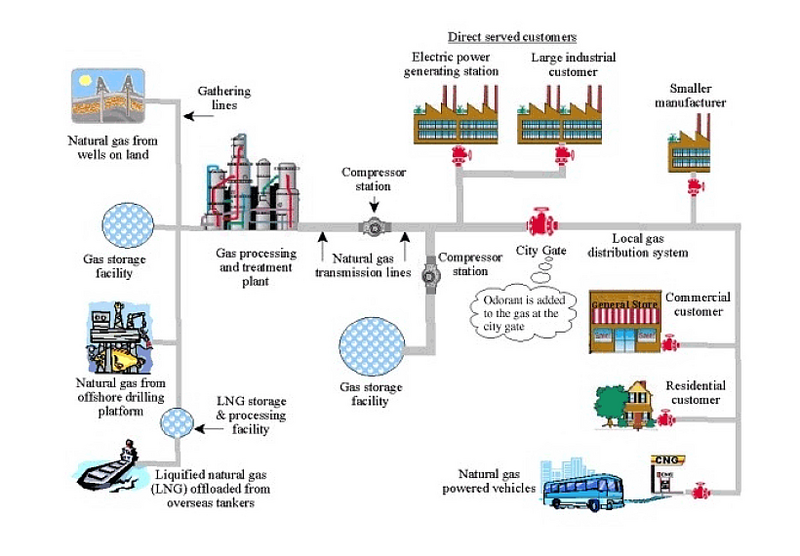 Direct served customers
Electric power
generating station
Large industrial
customer
Smaller
manufacturer
Gathering
lines
Natural gas from
wells on land
Compressor
station
Gas storage
facility
Gas processing
and treatment
plant
Natural gas
transmission lines
Compressor
station
City Gate
Local gas
distribution system
Odorant is added
to the gas at the
city gate
General Store
Commercial
customer
Natural gas from
offshore drilling
platform
Gas storage
facility
Residential
customer
LNG storage
& processing
facility
Liquified natural gas
(LNG) offloaded from
overseas tankers
Natural gas
powered vehicles
CNG